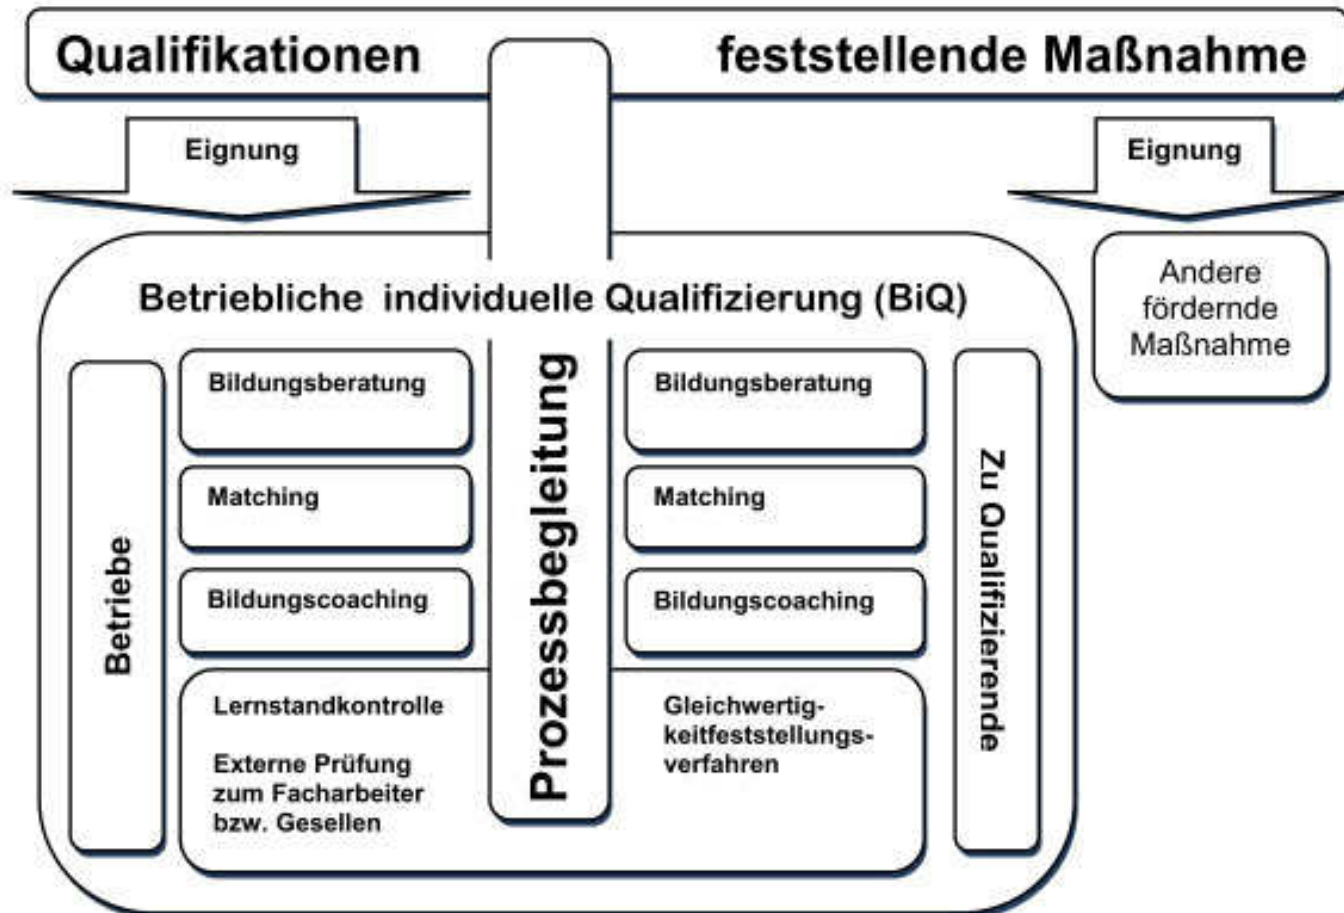 Qualifikationen feststellende Maßnahme
Eignung
Eignung
Andere
fördernde
Maßnahme
Betriebliche individuelle Qualifizierung (BiQ)
Betriebe
Bildungsberatung
Matching
Bildungscoaching
Prozessbegleitung
Bildungsberatung
Matching
Bildungscoaching
Zu Qualifizierende
Lernstandkontrolle
Externe Prüfung
zum Facharbeiter
bzw. Gesellen
Gleichwertig-
keitfeststellungs-
verfahren